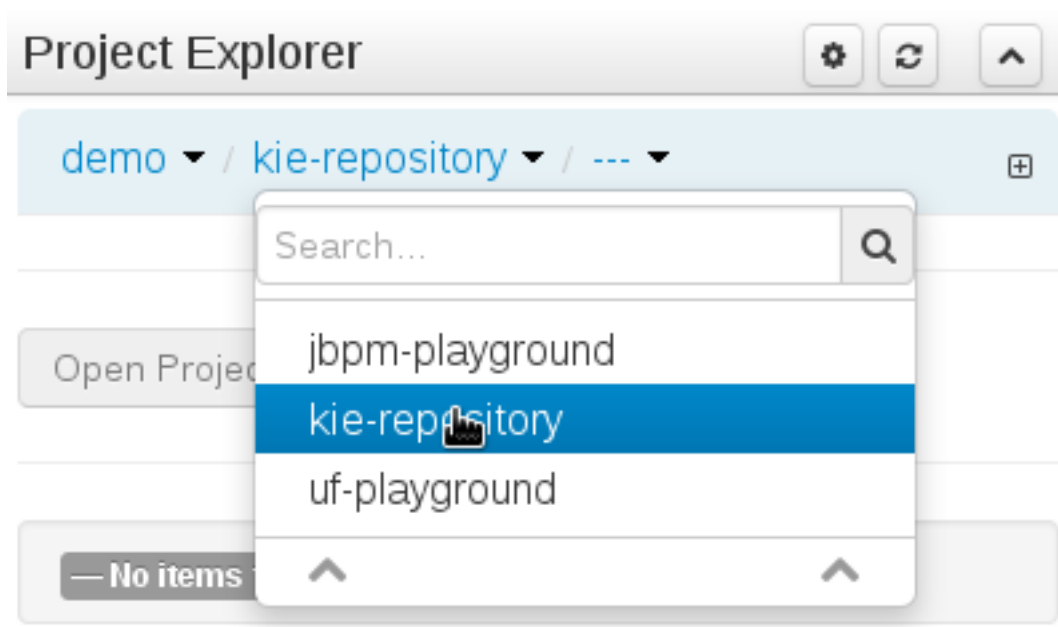 Project Explorer
demo / kie-repository / ---
Search...
jbpm-playground
Open Projec
kie-repository
uf-playground
— No items